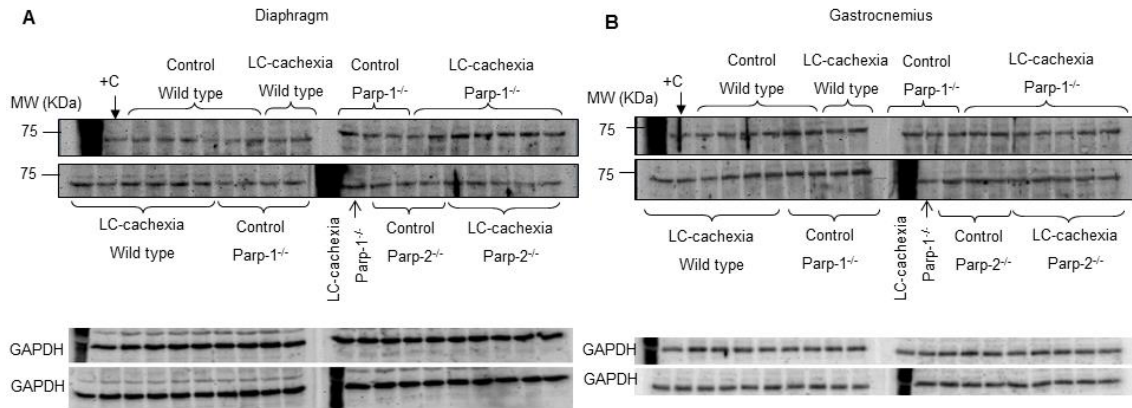 A
Diaphragm
+C
Control
Wild type
LC-cachexia
Wild type
Control
Parp-1-/-
LC-cachexia
Parp-1-/-
MW (KDa)
75
75
LC-cachexia
Wild type
Control
Parp-1-/-
LC-cachexia
Parp-1-/-
Control
Parp-2-/-
LC-cachexia
Parp-2-/-
GAPDH
GAPDH
B
Gastrocnemius
+C
Control
Wild type
LC-cachexia
Wild type
Control
Parp-1-/-
LC-cachexia
Parp-1-/-
MW (KDa)
75
75
LC-cachexia
Wild type
Control
Parp-1-/-
LC-cachexia
Parp-1-/-
Control
Parp-2-/-
LC-cachexia
Parp-2-/-
GAPDH
GAPDH